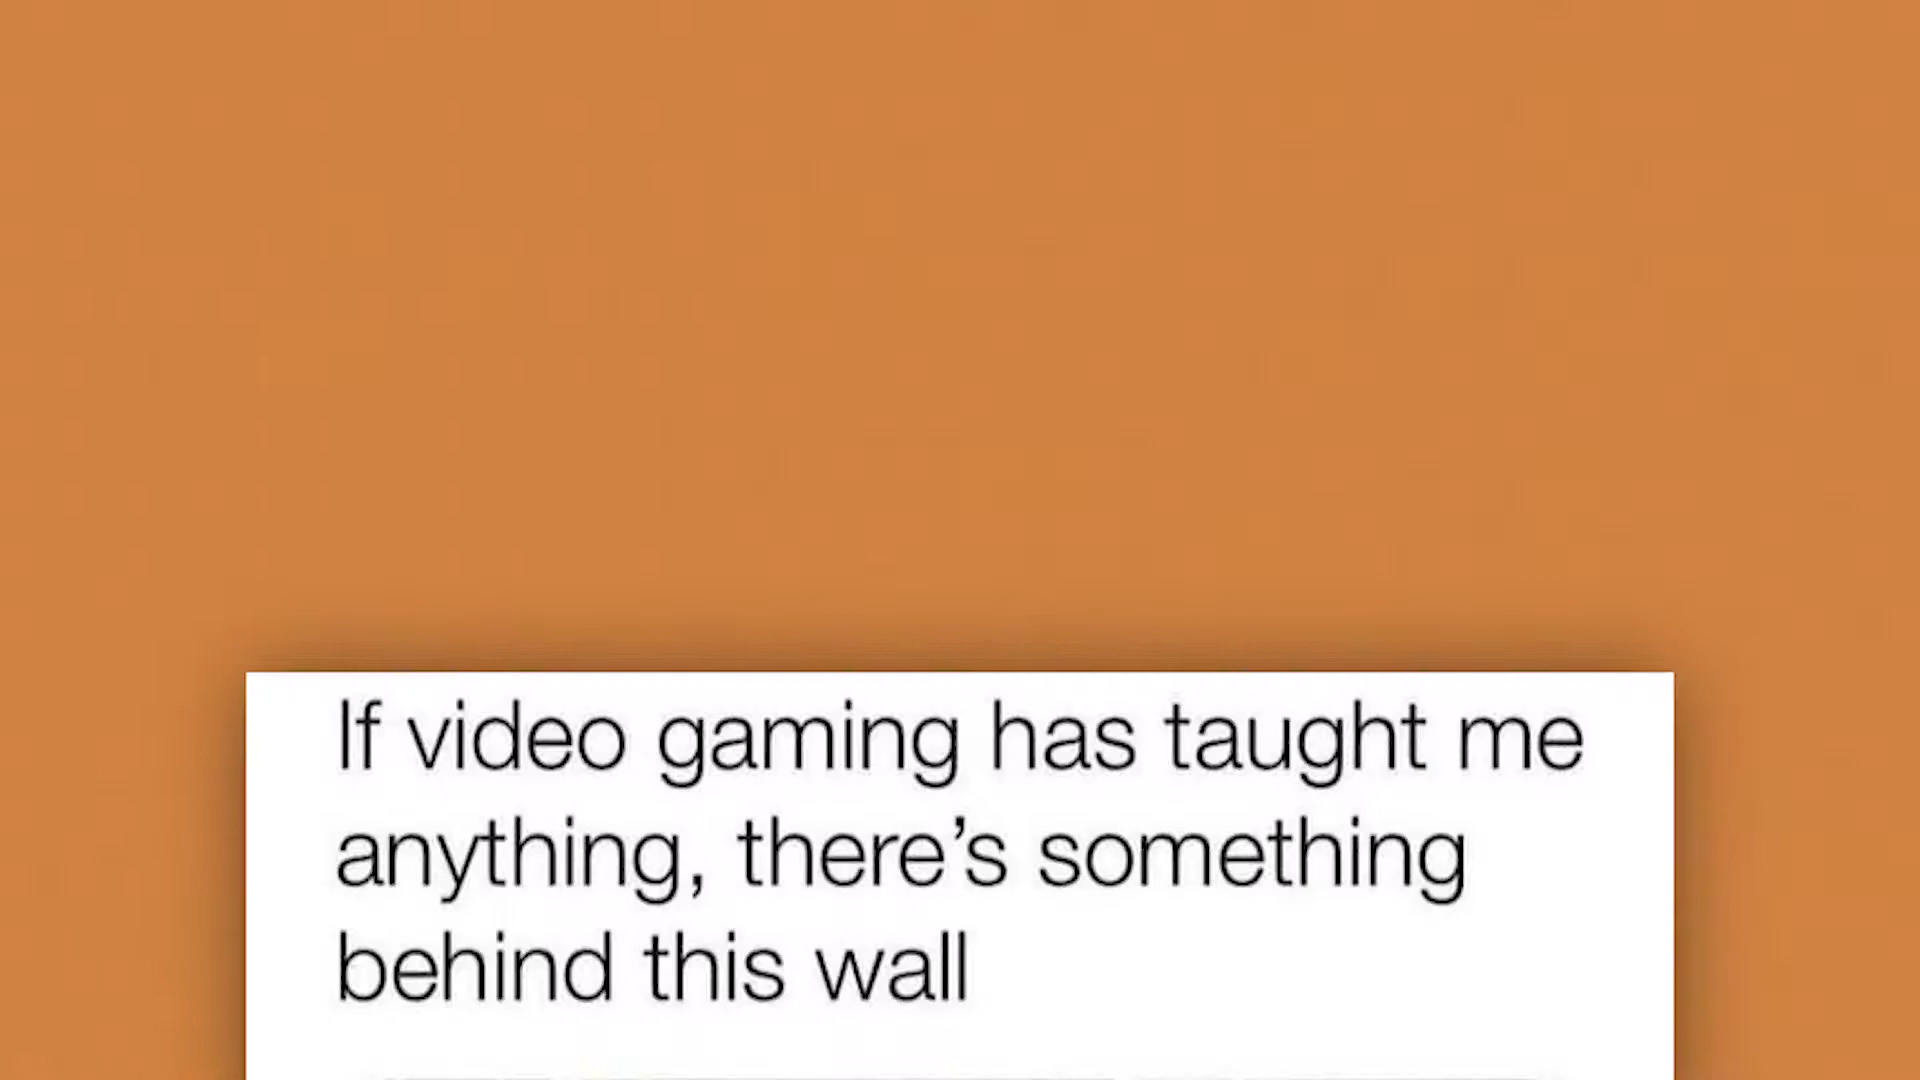 If video gaming has taught me
anything, there’s something
behind this wall